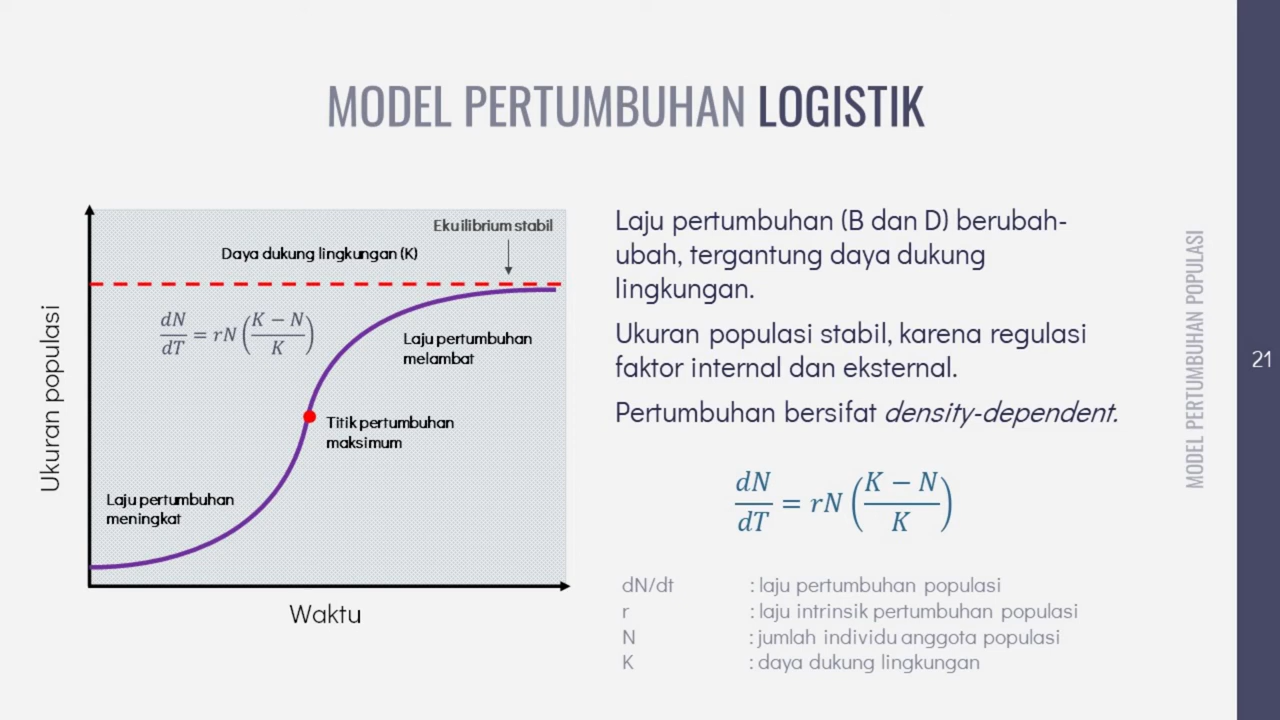 MODEL PERTUMBUHAN LOGISTIK
Ekuilibrium stabil
Daya dukung lingkungan (K)
dN/dT = rN ((K − N)/K)
Laju pertumbuhan
melambat
Titik pertumbuhan
maksimum
Laju pertumbuhan
meningkat
Ukuran populasi
Waktu
Laju pertumbuhan (B dan D) berubah-
ubah, tergantung daya dukung
lingkungan.
Ukuran populasi stabil, karena regulasi
faktor internal dan eksternal.
Pertumbuhan bersifat density-dependent.
dN/dT = rN ((K − N)/K)
dN/dt : laju pertumbuhan populasi
r : laju intrinsik pertumbuhan populasi
N : jumlah individu anggota populasi
K : daya dukung lingkungan
MODEL PERTUMBUHAN POPULASI
21